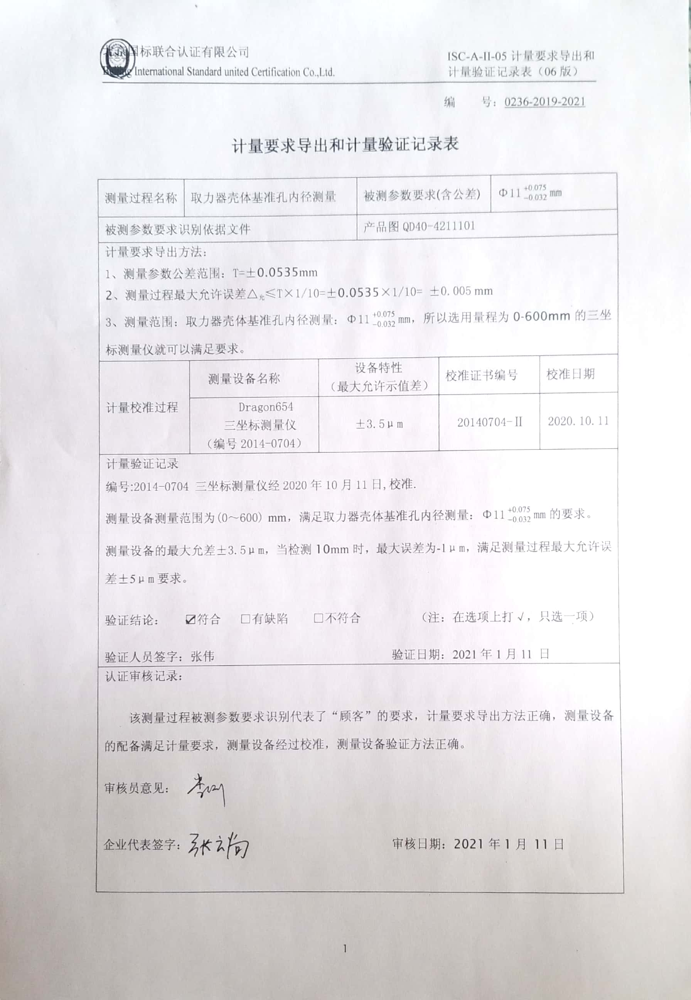 北京国标联合认证有限公司
Beijing International Standard united Certification Co.,Ltd.
ISC-A-II-05 计量要求导出和
计量验证记录表（06 版）
编 号：0236-2019-2021
计量要求导出和计量验证记录表
测量过程名称 取力器壳体基准孔内径测量 被测参数要求(含公差) Φ11 +0.075 -0.032 mm
被测参数要求识别依据文件 产品图 QD40-4211101
计量要求导出方法：
1、测量参数公差范围：T=±0.0535mm
2、测量过程最大允许误差△允≤T×1/10=±0.0535×1/10= ±0.005 mm
3、测量范围：取力器壳体基准孔内径测量：Φ11 +0.075 -0.032 mm，所以选用量程为 0-600mm 的三坐
标测量仪就可以满足要求。
计量校准过程 测量设备名称 设备特性 （最大允许示值差） 校准证书编号 校准日期
Dragon654
三坐标测量仪 ±3.5μm 20140704-Ⅱ 2020.10.11
（编号 2014-0704）
计量验证记录
编号:2014-0704 三坐标测量仪经 2020 年 10 月 11 日, 校准.
测量设备测量范围为(0～600) mm，满足取力器壳体基准孔内径测量：Φ11 +0.075 -0.032 mm 的要求。
测量设备的最大允差±3.5μm，当检测 10mm 时，最大误差为-1μm，满足测量过程最大允许误
差±5μm 要求。
验证结论： ☑符合 □有缺陷 □不符合 （注：在选项上打√，只选一项）
验证人员签字：张伟 验证日期：2021 年 1 月 11 日
认证审核记录：
该测量过程被测参数要求识别代表了“顾客”的要求，计量要求导出方法正确，测量设备
的配备满足计量要求，测量设备经过校准，测量设备验证方法正确。
审核员意见：
企业代表签字： 审核日期：2021 年 1 月 11 日
1